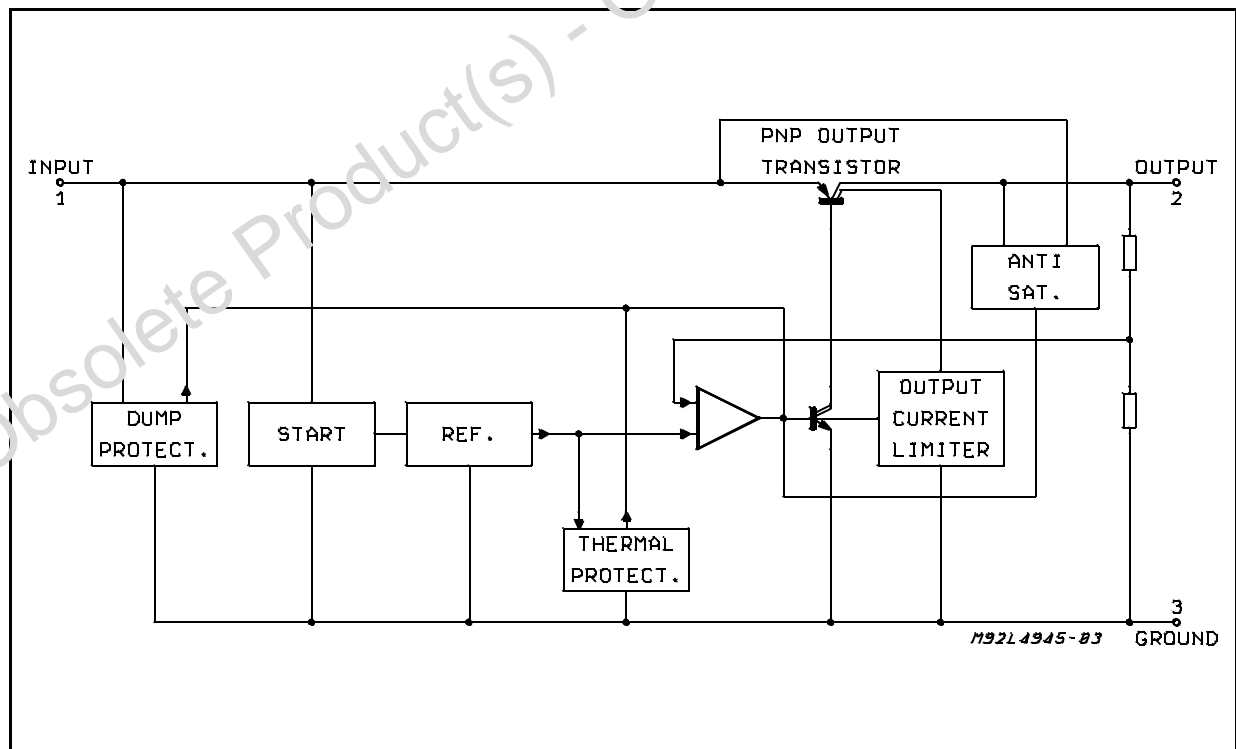 Obsolete Product(s) - O
PNP OUTPUT
TRANSISTOR
INPUT
1
OUTPUT
2
ANTI
SAT.
DUMP
PROTECT.
START
REF.
OUTPUT
CURRENT
LIMITER
THERMAL
PROTECT.
3
GROUND
M92L4945-03